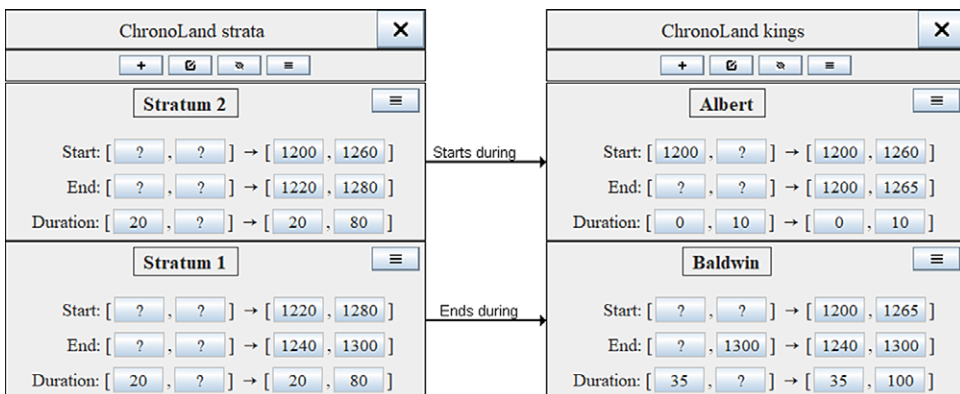 ChronoLand strata ×
+
≡
Stratum 2 ≡
Start: [ ? , ? ] → [ 1200 , 1260 ]
End: [ ? , ? ] → [ 1220 , 1280 ]
Duration: [ 20 , ? ] → [ 20 , 80 ]
Stratum 1 ≡
Start: [ ? , ? ] → [ 1220 , 1280 ]
End: [ ? , ? ] → [ 1240 , 1300 ]
Duration: [ 20 , ? ] → [ 20 , 80 ]
Starts during
Ends during
ChronoLand kings ×
+
≡
Albert ≡
Start: [ 1200 , ? ] → [ 1200 , 1260 ]
End: [ ? , ? ] → [ 1200 , 1265 ]
Duration: [ 0 , 10 ] → [ 0 , 10 ]
Baldwin ≡
Start: [ ? , ? ] → [ 1200 , 1265 ]
End: [ ? , 1300 ] → [ 1240 , 1300 ]
Duration: [ 35 , ? ] → [ 35 , 100 ]